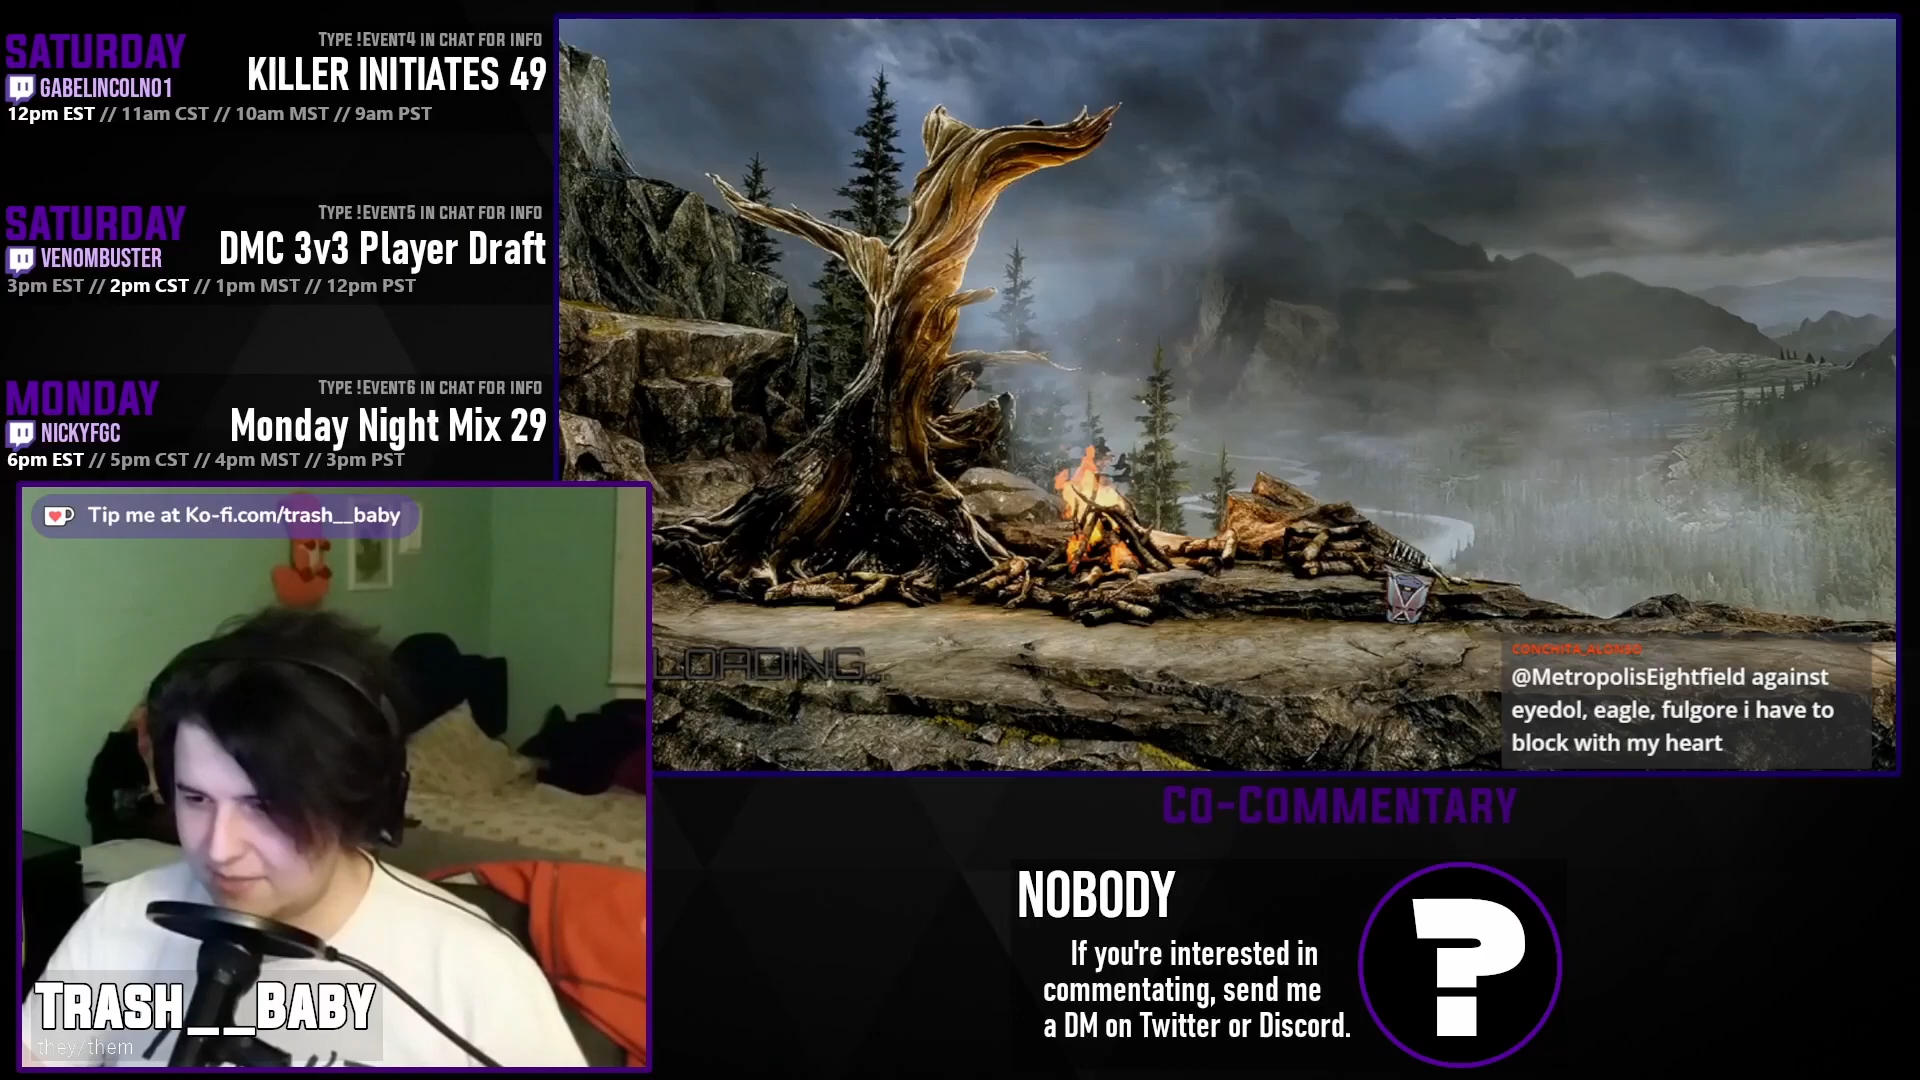 SATURDAY
TYPE !EVENT4 IN CHAT FOR INFO
GABELINCOLN01
KILLER INITIATES 49
12pm EST // 11am CST // 10am MST // 9am PST
SATURDAY
TYPE !EVENT5 IN CHAT FOR INFO
VENOMBUSTER
DMC 3v3 Player Draft
3pm EST // 2pm CST // 1pm MST // 12pm PST
MONDAY
TYPE !EVENT6 IN CHAT FOR INFO
NICKYFGC
Monday Night Mix 29
6pm EST // 5pm CST // 4pm MST // 3pm PST
Tip me at Ko-fi.com/trash__baby
LOADING...
CONCHITA_ALONSO
@MetropolisEightfield against
eyedol, eagle, fulgore i have to
block with my heart
CO-COMMENTARY
NOBODY
If you're interested in
commentating, send me
a DM on Twitter or Discord.
?
TRASH__BABY
they/them